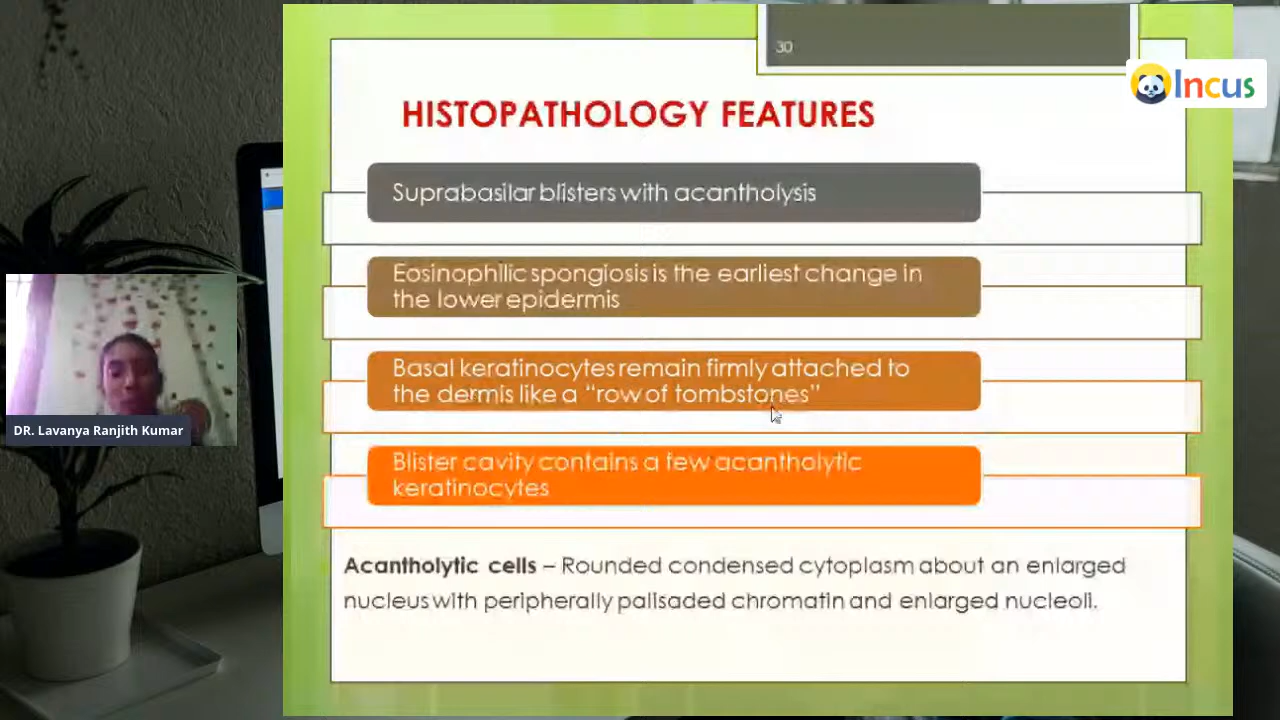 30
Incus
HISTOPATHOLOGY FEATURES
Suprabasilar blisters with acantholysis
Eosinophilic spongiosis is the earliest change in
the lower epidermis
Basal keratinocytes remain firmly attached to
the dermis like a “row of tombstones”
DR. Lavanya Ranjith Kumar
Blister cavity contains a few acantholytic
keratinocytes
Acantholytic cells – Rounded condensed cytoplasm about an enlarged
nucleus with peripherally palisaded chromatin and enlarged nucleoli.